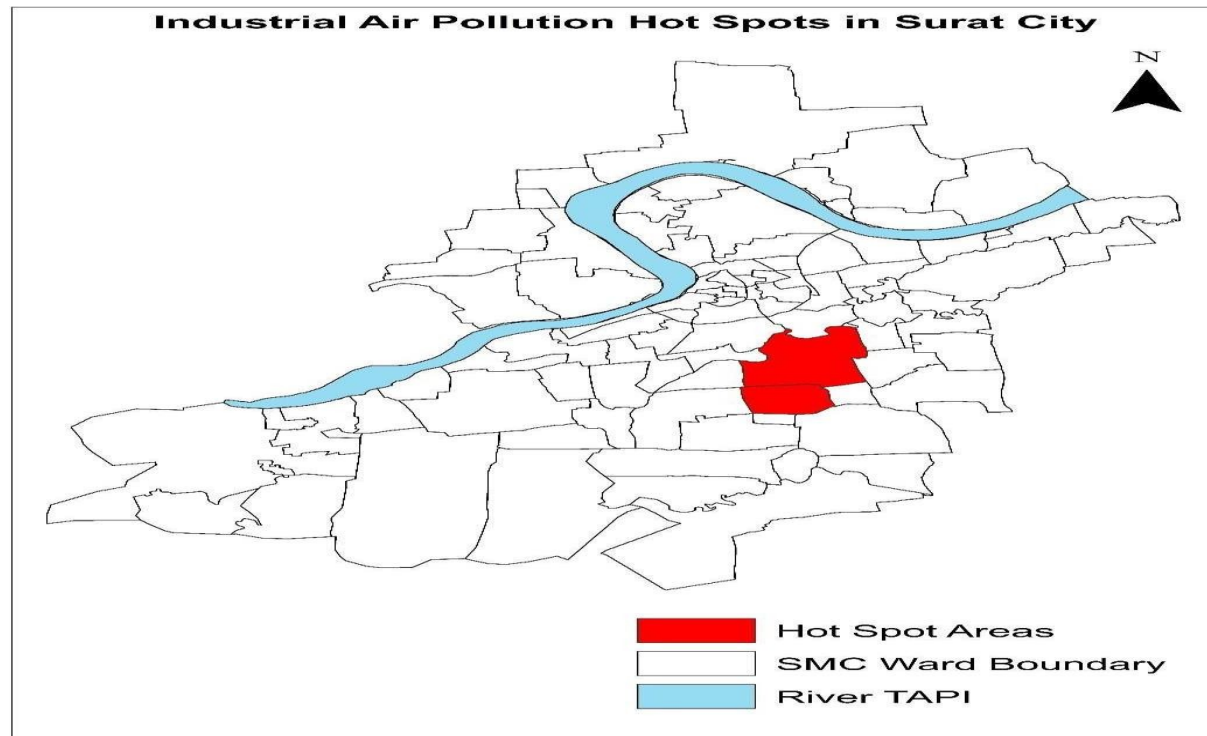 Industrial Air Pollution Hot Spots in Surat City
N
Hot Spot Areas
SMC Ward Boundary
River TAPI